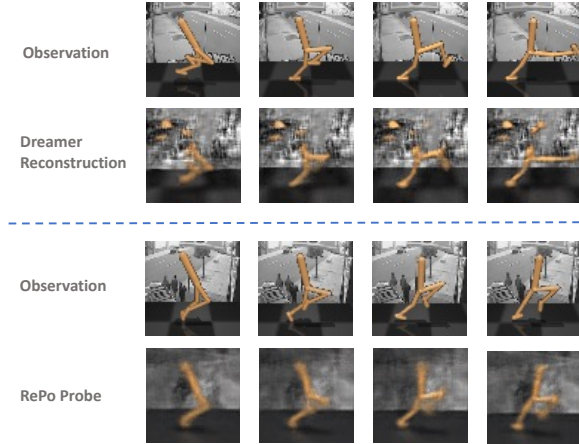 Observation
Dreamer
Reconstruction
Observation
RePo Probe